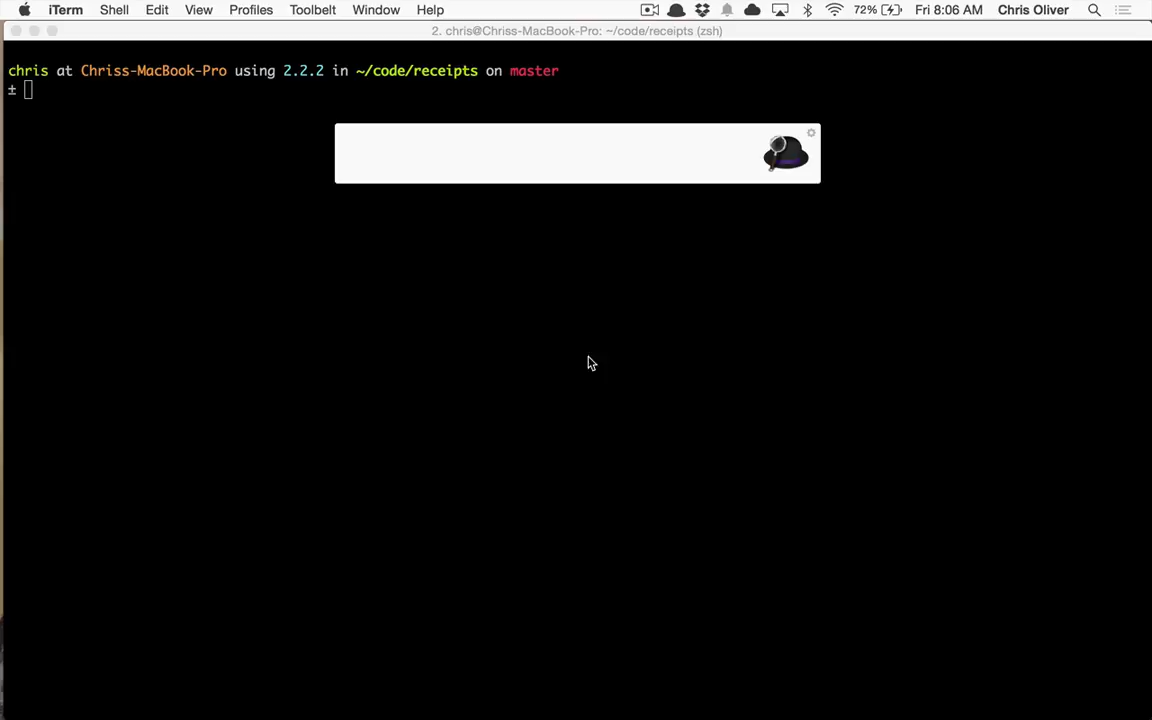 iTerm Shell Edit View Profiles Toolbelt Window Help 72% Fri 8:06 AM Chris Oliver
2. chris@Chriss-MacBook-Pro: ~/code/receipts (zsh)
chris at Chriss-MacBook-Pro using 2.2.2 in ~/code/receipts on master
±